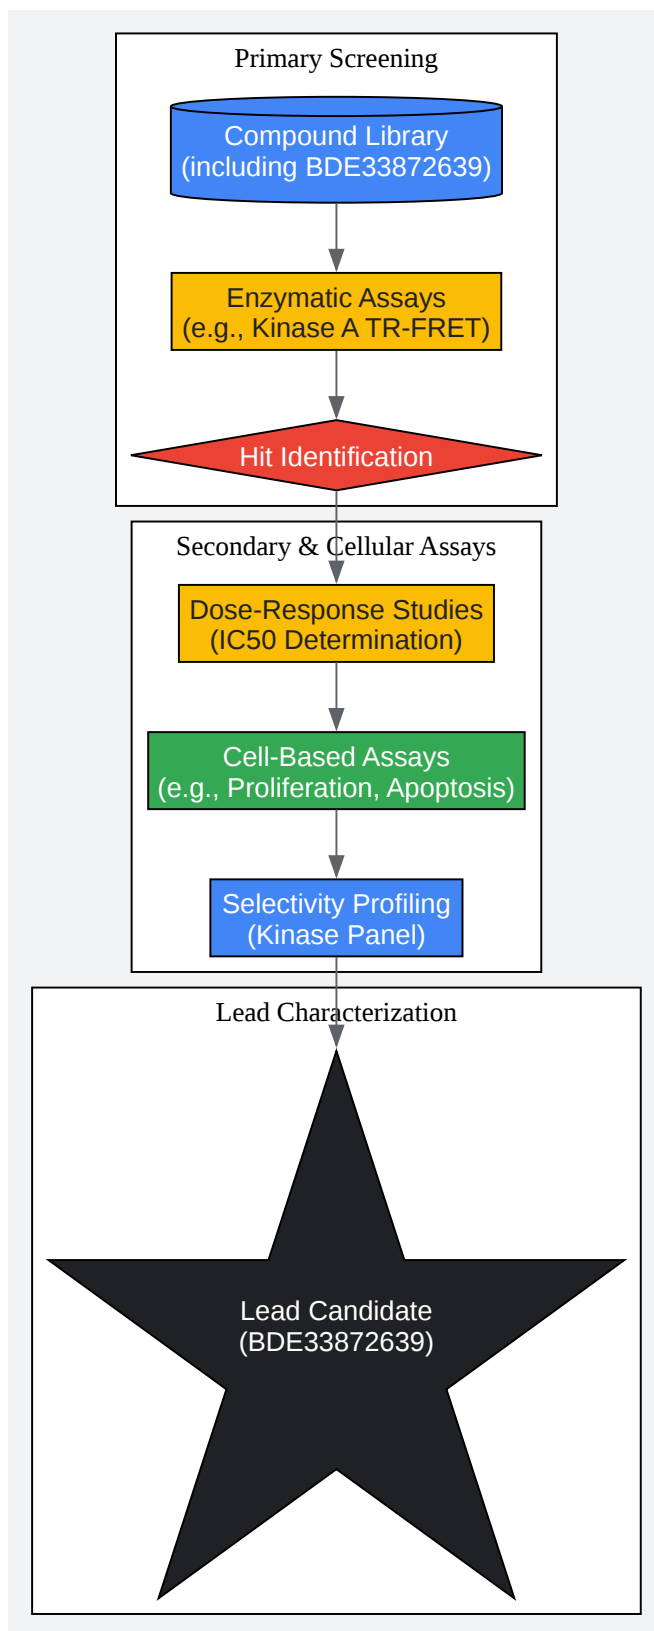 Primary Screening
Compound Library
(including BDE33872639)
Enzymatic Assays
(e.g., Kinase A TR-FRET)
Hit Identification
Secondary & Cellular Assays
Dose-Response Studies
(IC50 Determination)
Cell-Based Assays
(e.g., Proliferation, Apoptosis)
Selectivity Profiling
(Kinase Panel)
Lead Characterization
Lead Candidate
(BDE33872639)